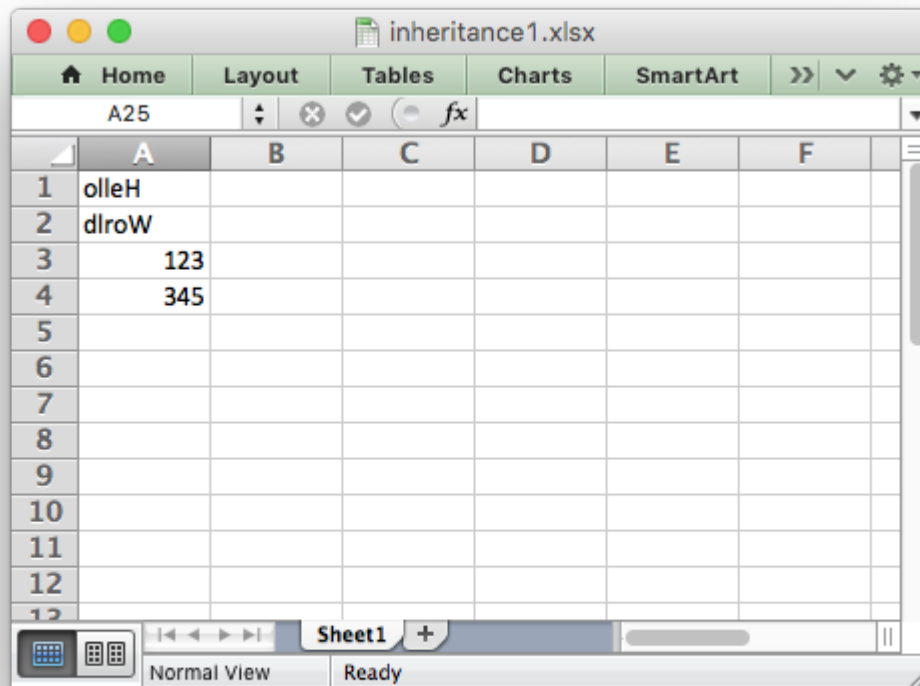 inheritance1.xlsx
Home Layout Tables Charts SmartArt
A25 fx
A B C D E F
1 olleH
2 dlroW
3 123
4 345
5
6
7
8
9
10
11
12
13
Sheet1
Normal View Ready